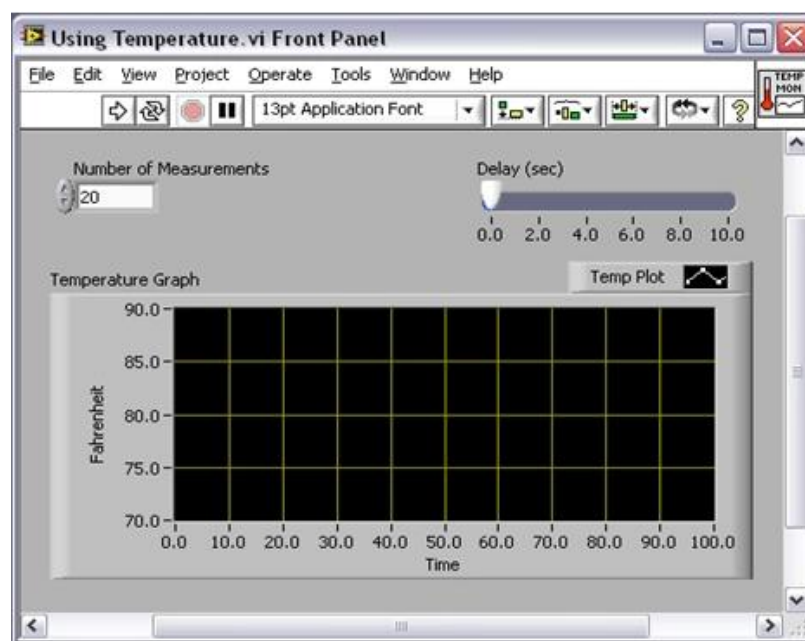 Using Temperature.vi Front Panel
File Edit View Project Operate Tools Window Help
TEMP
MON
13pt Application Font
?
Number of Measurements
20
Delay (sec)
0.0 2.0 4.0 6.0 8.0 10.0
Temperature Graph
Temp Plot
90.0
85.0
80.0
75.0
70.0
Fahrenheit
0.0 10.0 20.0 30.0 40.0 50.0 60.0 70.0 80.0 90.0 100.0
Time